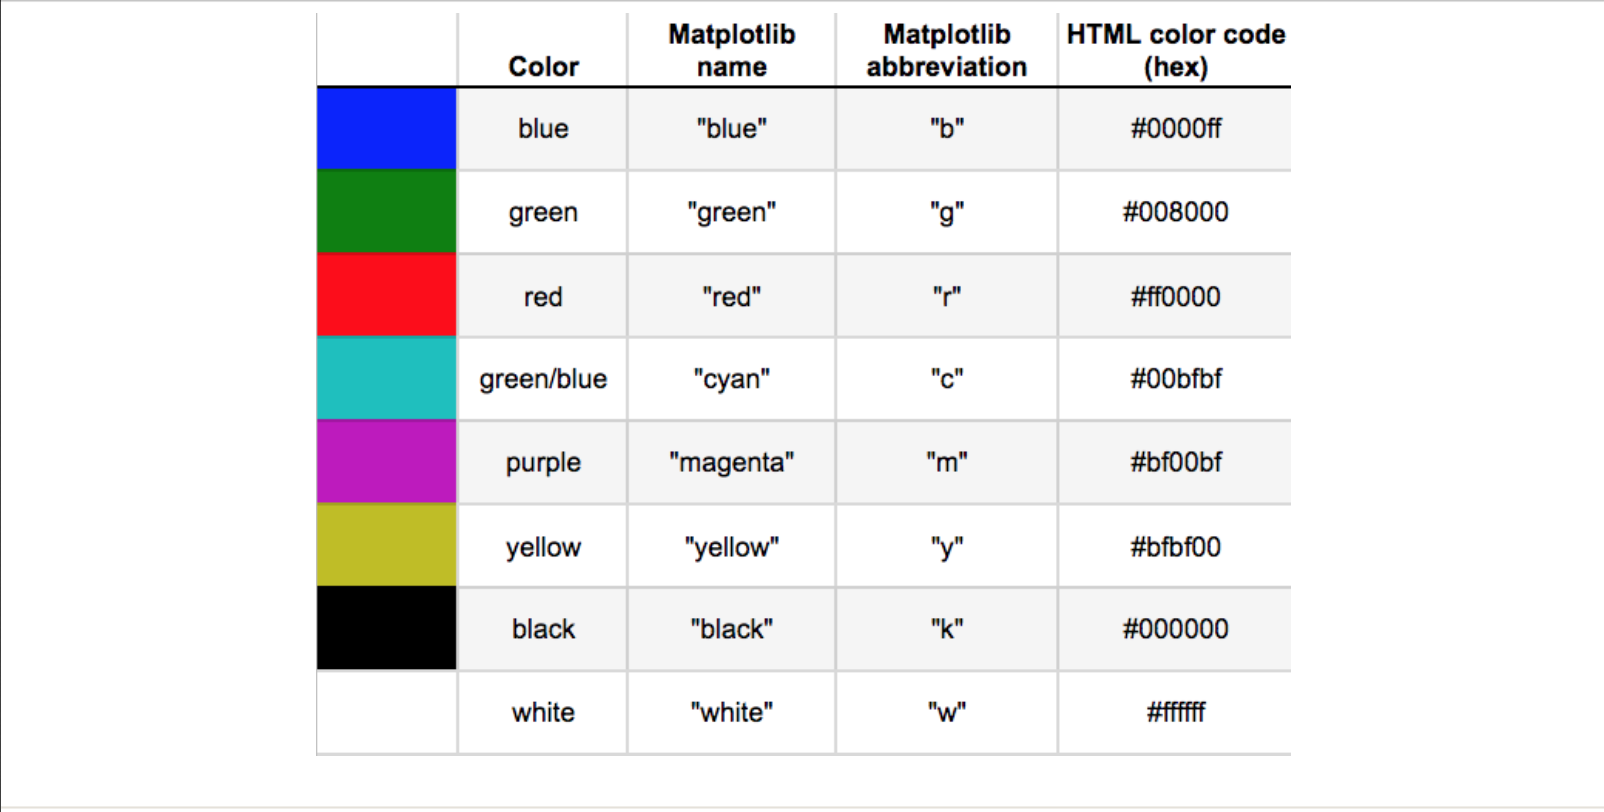 Color Matplotlib name Matplotlib abbreviation HTML color code (hex)
blue "blue" "b" #0000ff
green "green" "g" #008000
red "red" "r" #ff0000
green/blue "cyan" "c" #00bfbf
purple "magenta" "m" #bf00bf
yellow "yellow" "y" #bfbf00
black "black" "k" #000000
white "white" "w" #ffffff